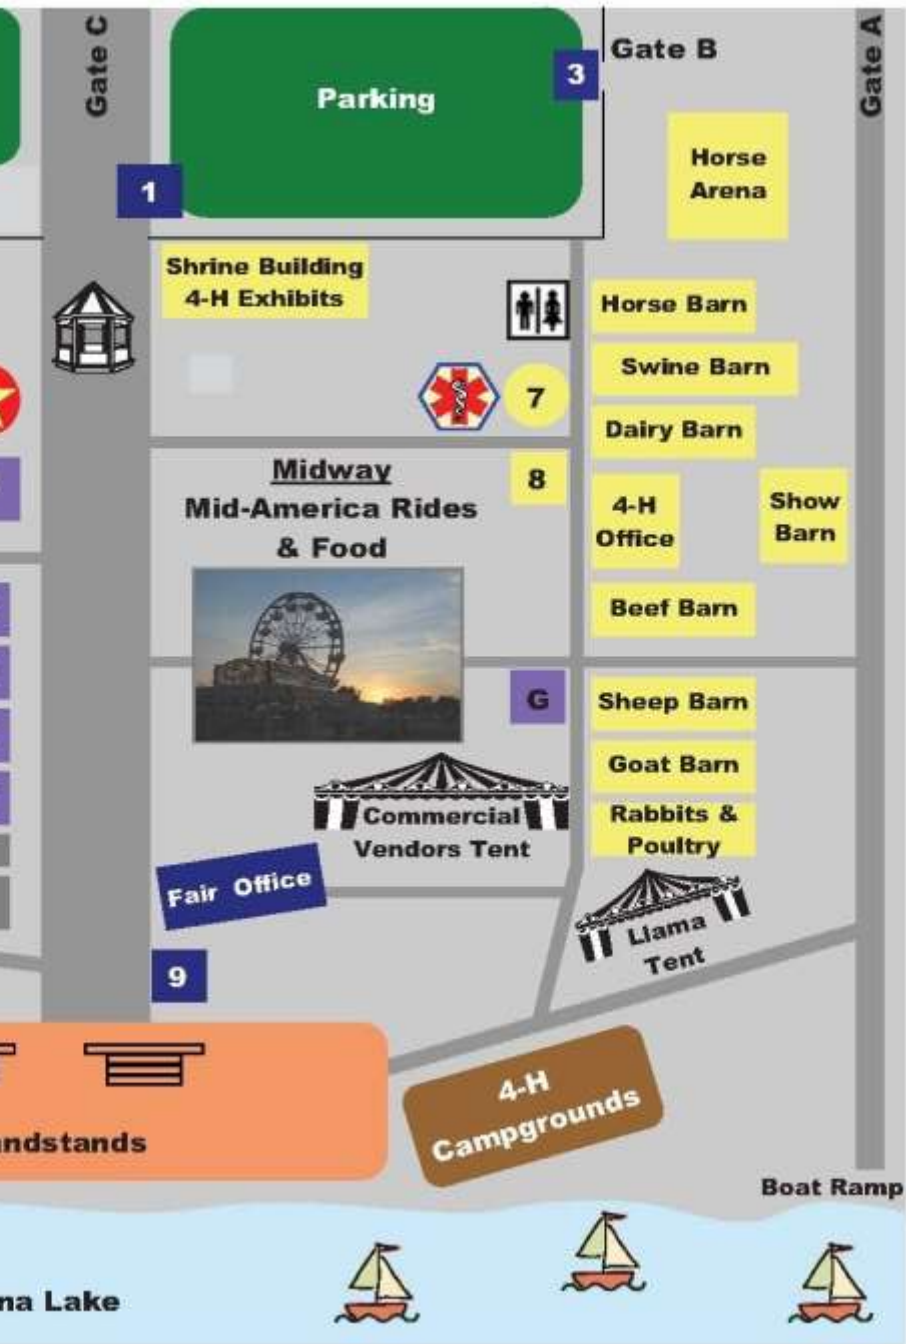 Gate C
Parking
3
Gate B
Gate A
1
Horse
Arena
Shrine Building
4-H Exhibits
Horse Barn
Swine Barn
7
Dairy Barn
Midway
Mid-America Rides
& Food
8
4-H
Office
Show
Barn
Beef Barn
G
Sheep Barn
Goat Barn
Rabbits &
Poultry
Commercial
Vendors Tent
Fair Office
Llama
Tent
9
4-H
Campgrounds
ndstands
Boat Ramp
na Lake